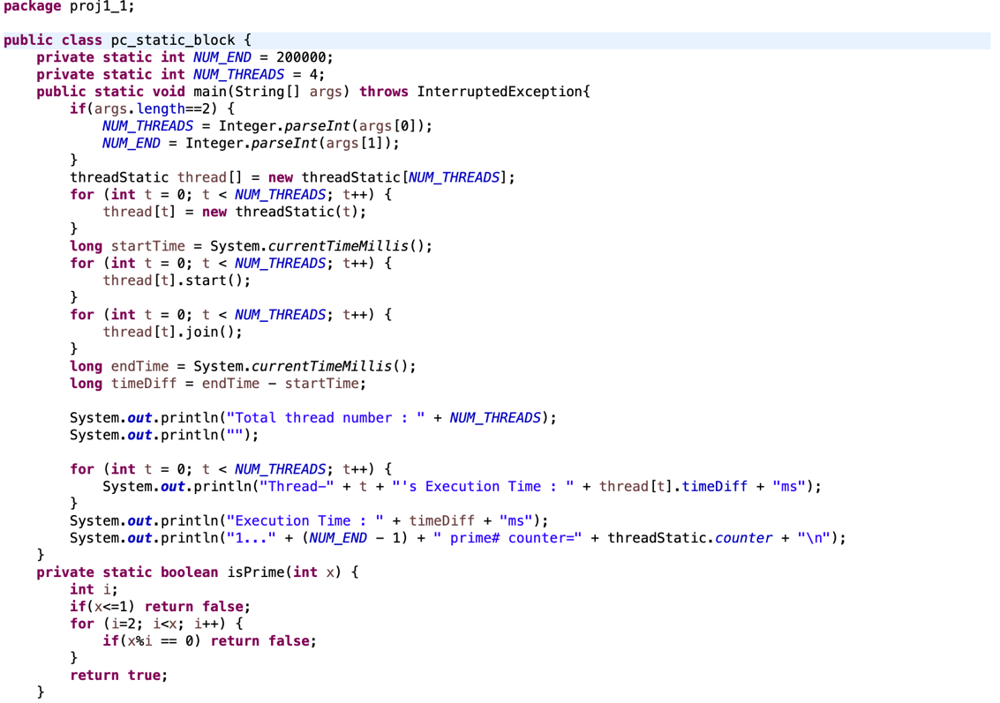 package proj1_1;

public class pc_static_block {
    private static int NUM_END = 200000;
    private static int NUM_THREADS = 4;
    public static void main(String[] args) throws InterruptedException{
        if(args.length==2) {
            NUM_THREADS = Integer.parseInt(args[0]);
            NUM_END = Integer.parseInt(args[1]);
        }
        threadStatic thread[] = new threadStatic[NUM_THREADS];
        for (int t = 0; t < NUM_THREADS; t++) {
            thread[t] = new threadStatic(t);
        }
        long startTime = System.currentTimeMillis();
        for (int t = 0; t < NUM_THREADS; t++) {
            thread[t].start();
        }
        for (int t = 0; t < NUM_THREADS; t++) {
            thread[t].join();
        }
        long endTime = System.currentTimeMillis();
        long timeDiff = endTime - startTime;

        System.out.println("Total thread number : " + NUM_THREADS);
        System.out.println("");

        for (int t = 0; t < NUM_THREADS; t++) {
            System.out.println("Thread-" + t + "'s Execution Time : " + thread[t].timeDiff + "ms");
        }
        System.out.println("Execution Time : " + timeDiff + "ms");
        System.out.println("1..." + (NUM_END - 1) + " prime# counter=" + threadStatic.counter + "\n");
    }
    private static boolean isPrime(int x) {
        int i;
        if(x<=1) return false;
        for (i=2; i<x; i++) {
            if(x%i == 0) return false;
        }
        return true;
    }